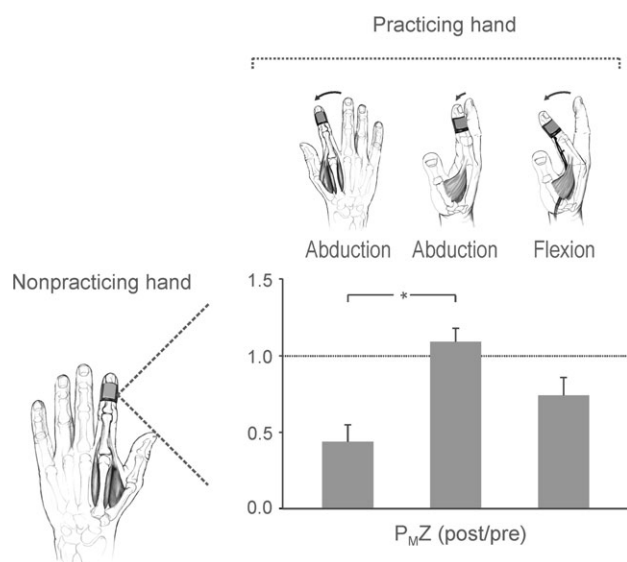 Practicing hand
Abduction Abduction Flexion
Nonpracticing hand
1.5
*
1.0
0.5
0.0
PMZ (post/pre)